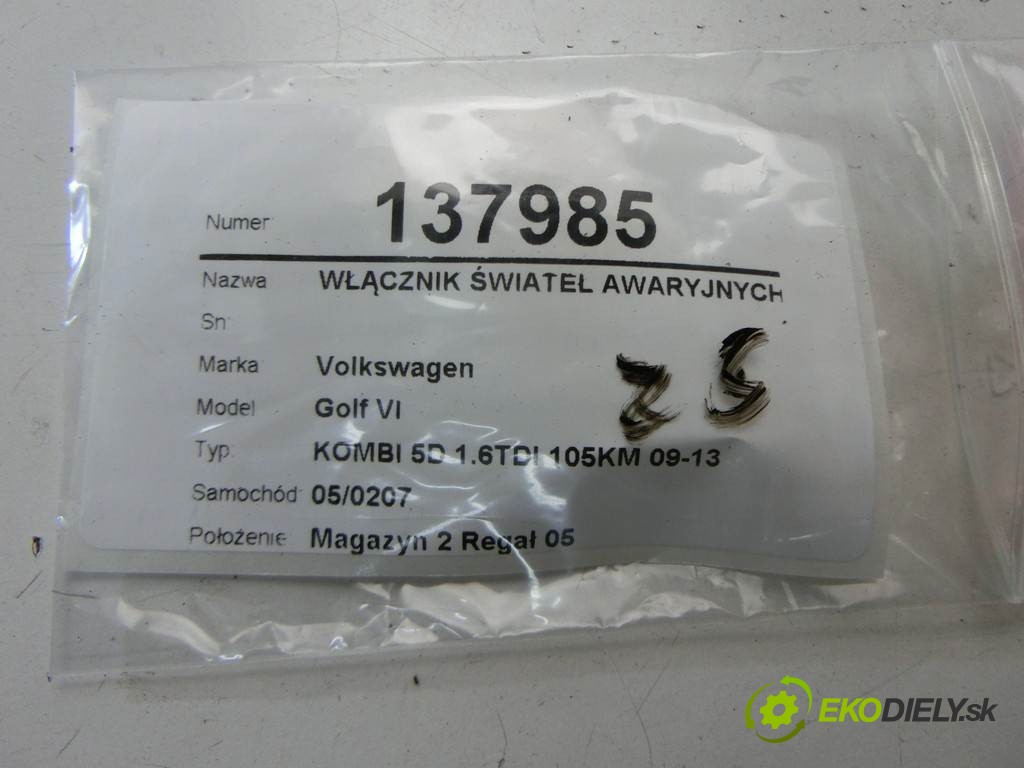 Numer 137985
Nazwa WŁĄCZNIK ŚWIATEŁ AWARYJNYCH
Sn:
Marka Volkswagen
Model Golf VI
Typ KOMBI 5D 1.6TDI 105KM 09-13
Samochód: 05/0207
Położenie Magazyn 2 Regał 05
EKODIELY.sk